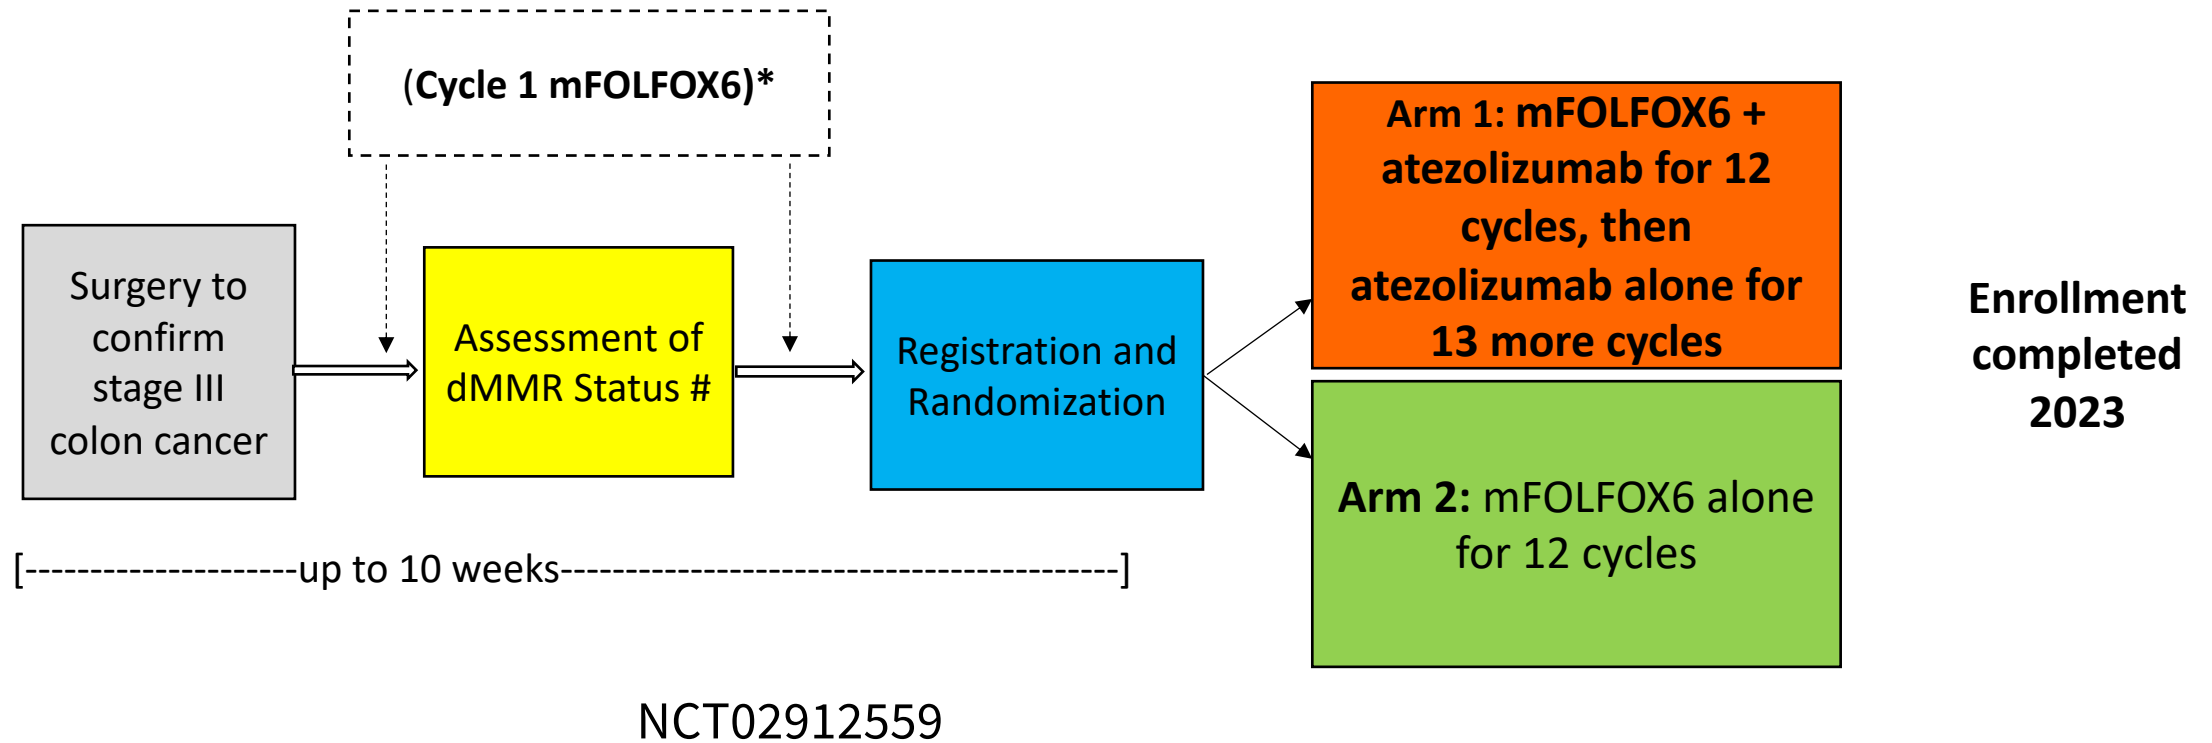 (Cycle 1 mFOLFOX6)*
Surgery to
confirm
stage III
colon cancer
Assessment of
dMMR Status #
Registration and
Randomization
Arm 1: mFOLFOX6 +
atezolizumab for 12
cycles, then
atezolizumab alone for
13 more cycles
Arm 2: mFOLFOX6 alone
for 12 cycles
Enrollment
completed
2023
[-------------------up to 10 weeks---------------------------------------]
NCT02912559